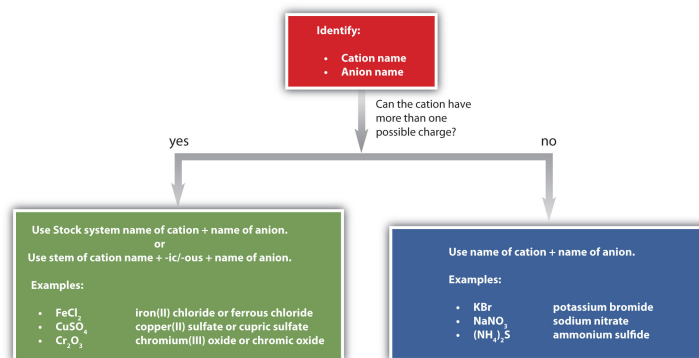 Identify:
• Cation name
• Anion name
Can the cation have
more than one
possible charge?
yes
no
Use Stock system name of cation + name of anion.
or
Use stem of cation name + -ic/-ous + name of anion.
Examples:
• FeCl₂ iron(II) chloride or ferrous chloride
• CuSO₄ copper(II) sulfate or cupric sulfate
• Cr₂O₃ chromium(III) oxide or chromic oxide
Use name of cation + name of anion.
Examples:
• KBr potassium bromide
• NaNO₃ sodium nitrate
• (NH₄)₂S ammonium sulfide